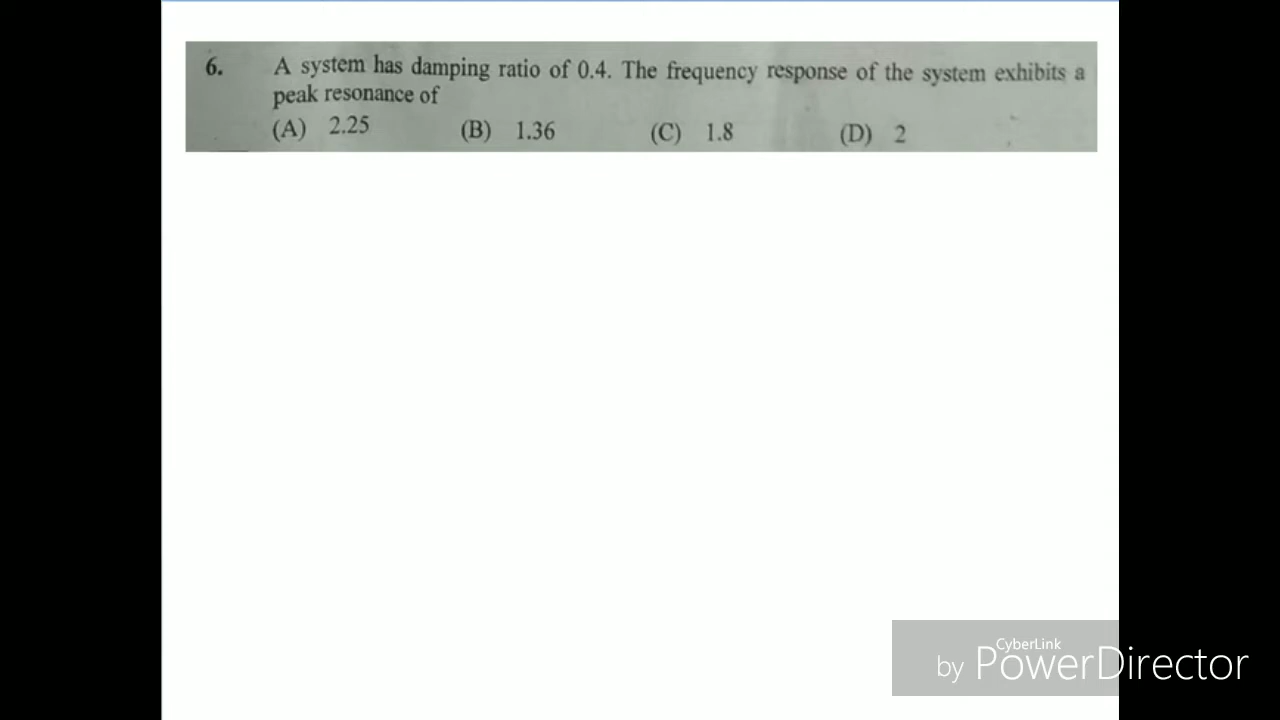 6. A system has damping ratio of 0.4. The frequency response of the system exhibits a
peak resonance of
(A) 2.25 (B) 1.36 (C) 1.8 (D) 2
CyberLink
by PowerDirector